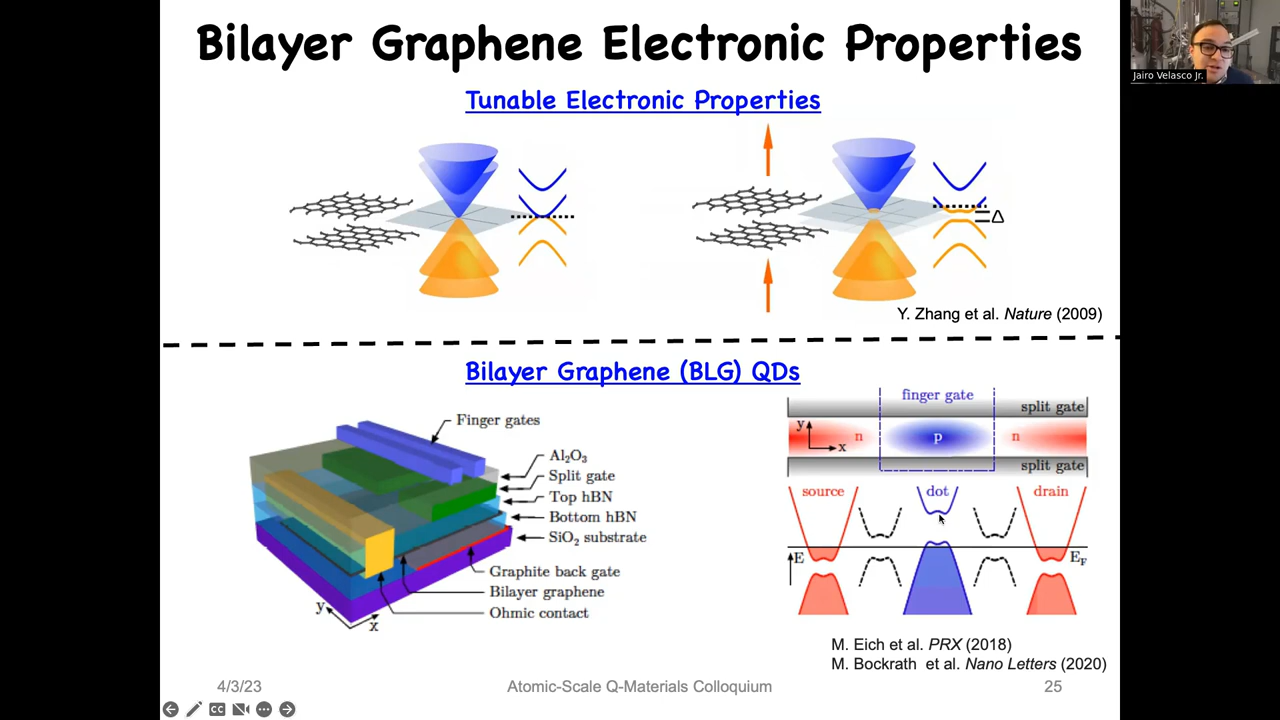 Bilayer Graphene Electronic Properties
Jairo Velasco Jr.
Tunable Electronic Properties
Δ
Y. Zhang et al. Nature (2009)
Bilayer Graphene (BLG) QDs
Finger gates
Al₂O₃
Split gate
Top hBN
Bottom hBN
SiO₂ substrate
Graphite back gate
Bilayer graphene
Ohmic contact
y
x
finger gate
split gate
y
x
n
p
n
split gate
source
dot
drain
E
E_F
M. Eich et al. PRX (2018)
M. Bockrath et al. Nano Letters (2020)
4/3/23
Atomic-Scale Q-Materials Colloquium
25
CC